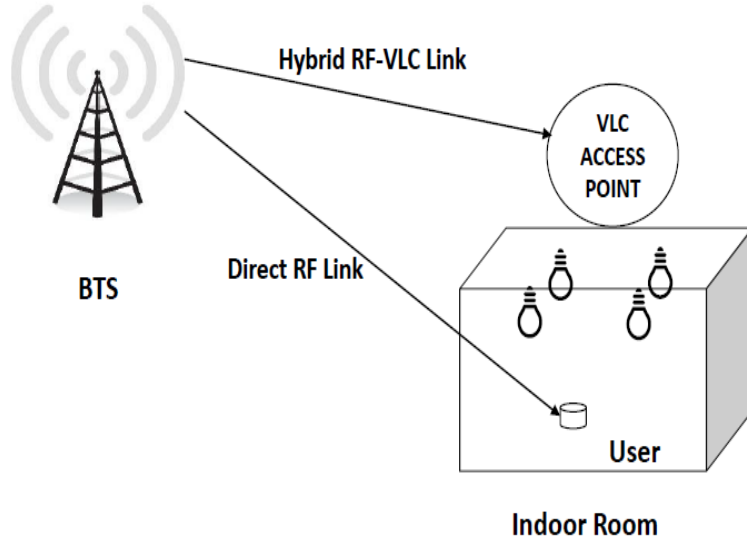 Hybrid RF-VLC Link
VLC
ACCESS
POINT
Direct RF Link
BTS
User
Indoor Room